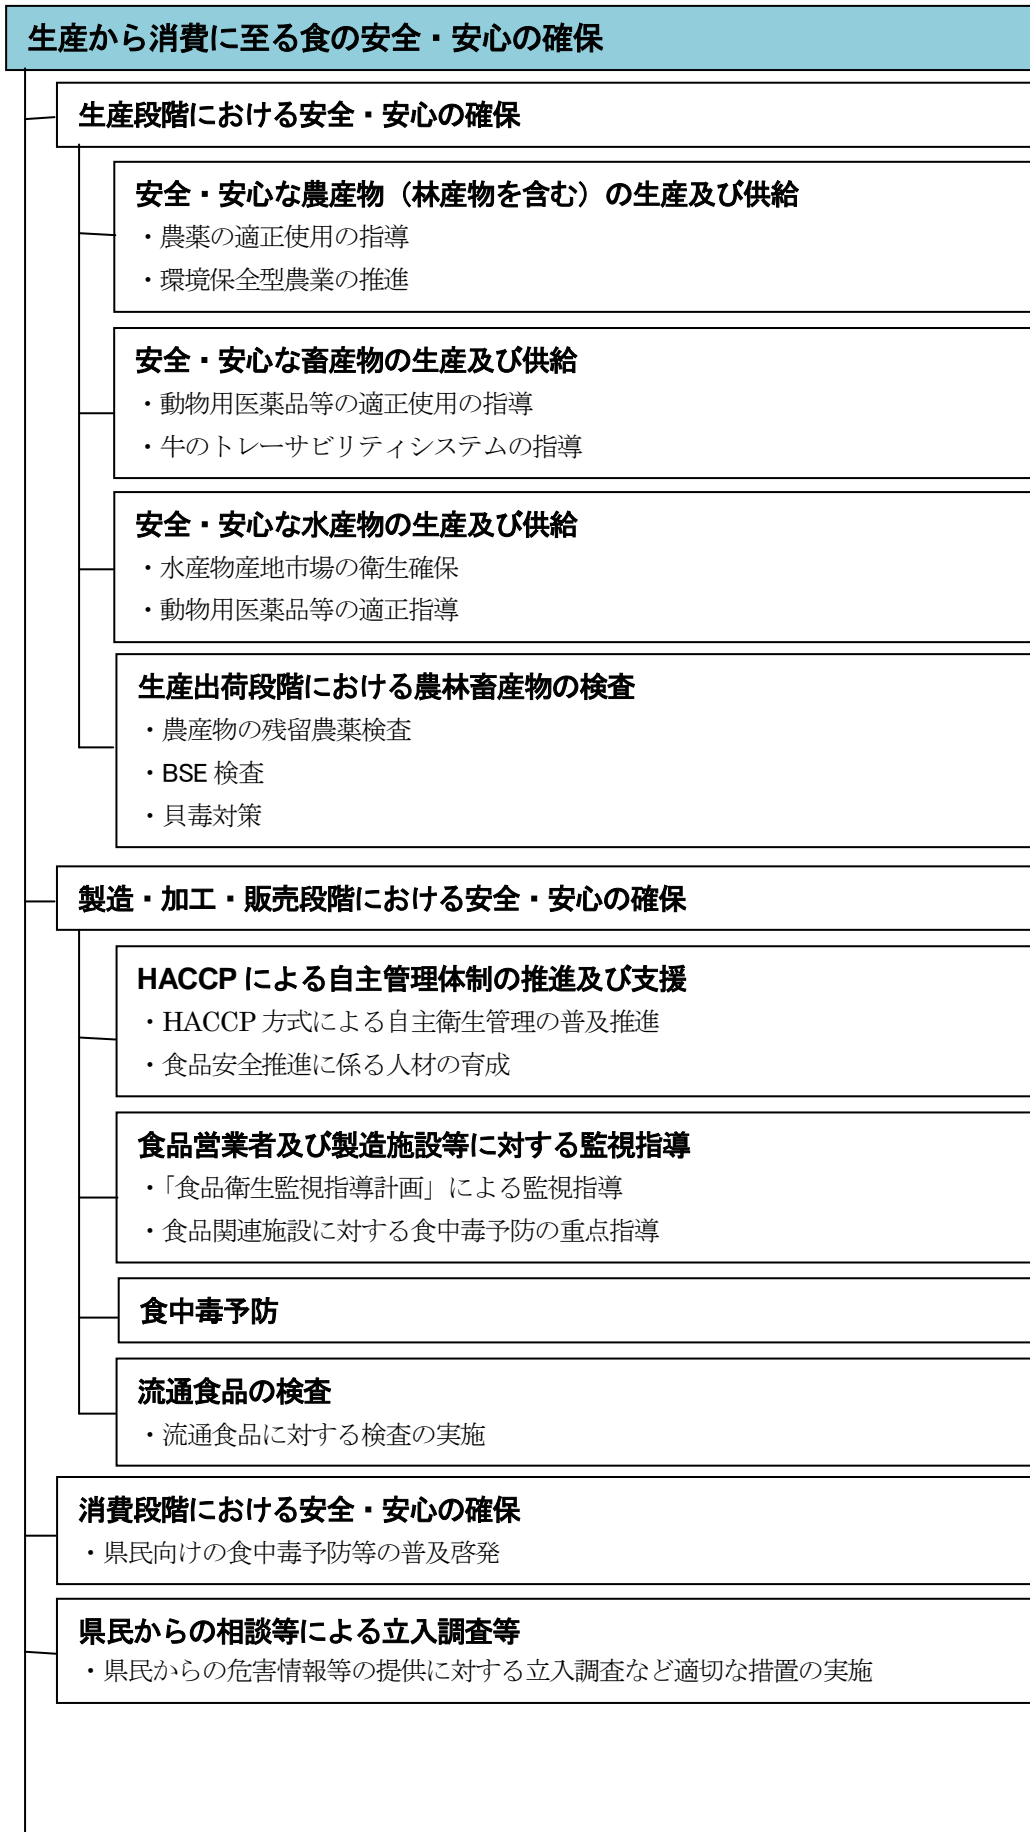 生産から消費に至る食の安全・安心の確保
生産段階における安全・安心の確保
安全・安心な農産物（林産物を含む）の生産及び供給
・農薬の適正使用の指導
・環境保全型農業の推進
安全・安心な畜産物の生産及び供給
・動物用医薬品等の適正使用の指導
・牛のトレーサビリティシステムの指導
安全・安心な水産物の生産及び供給
・水産物産地市場の衛生確保
・動物用医薬品等の適正指導
生産出荷段階における農林畜産物の検査
・農産物の残留農薬検査
・BSE 検査
・貝毒対策
製造・加工・販売段階における安全・安心の確保
HACCP による自主管理体制の推進及び支援
・HACCP 方式による自主衛生管理の普及推進
・食品安全推進に係る人材の育成
食品営業者及び製造施設等に対する監視指導
・「食品衛生監視指導計画」による監視指導
・食品関連施設に対する食中毒予防の重点指導
食中毒予防
流通食品の検査
・流通食品に対する検査の実施
消費段階における安全・安心の確保
・県民向けの食中毒予防等の普及啓発
県民からの相談等による立入調査等
・県民からの危害情報等の提供に対する立入調査など適切な措置の実施